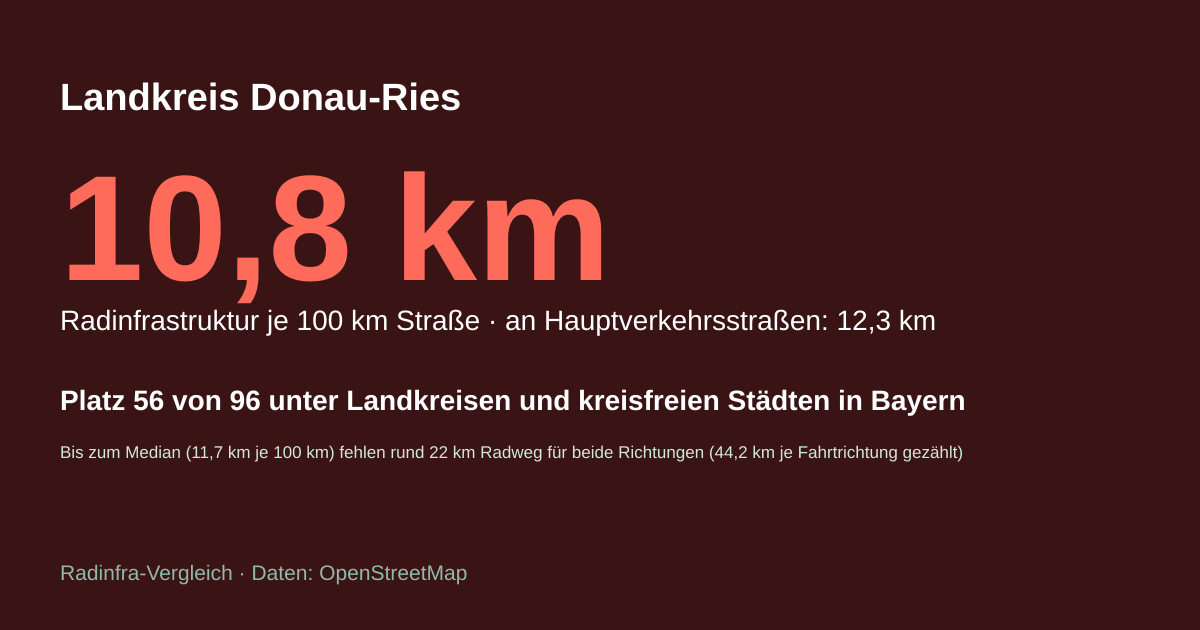 Landkreis Donau-Ries
10,8 km
Radinfrastruktur je 100 km Straße · an Hauptverkehrsstraßen: 12,3 km
Platz 56 von 96 unter Landkreisen und kreisfreien Städten in Bayern
Bis zum Median (11,7 km je 100 km) fehlen rund 22 km Radweg für beide Richtungen (44,2 km je Fahrtrichtung gezählt)
Radinfra-Vergleich · Daten: OpenStreetMap